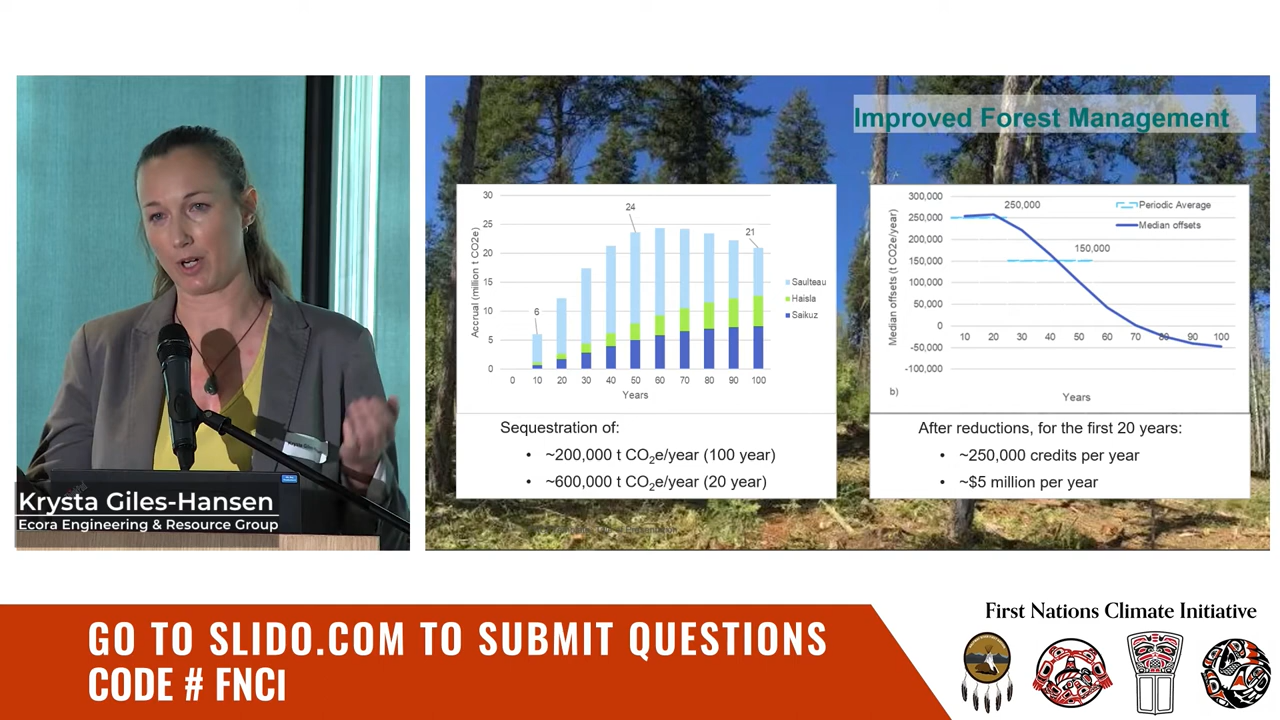 Improved Forest Management
30
25
20
15
10
5
0
Accrual (million t CO2e)
6
24
21
0 10 20 30 40 50 60 70 80 90 100
Years
Saulteau
Haisla
Saikuz
Sequestration of:
• ~200,000 t CO2e/year (100 year)
• ~600,000 t CO2e/year (20 year)
300,000
250,000
200,000
150,000
100,000
50,000
0
-50,000
-100,000
Median offsets (t CO2e/year)
250,000
150,000
Periodic Average
Median offsets
10 20 30 40 50 60 70 80 90 100
b)
Years
After reductions, for the first 20 years:
• ~250,000 credits per year
• ~$5 million per year
Krysta Giles-Hansen
Ecora Engineering & Resource Group
GO TO SLIDO.COM TO SUBMIT QUESTIONS
CODE # FNCI
First Nations Climate Initiative